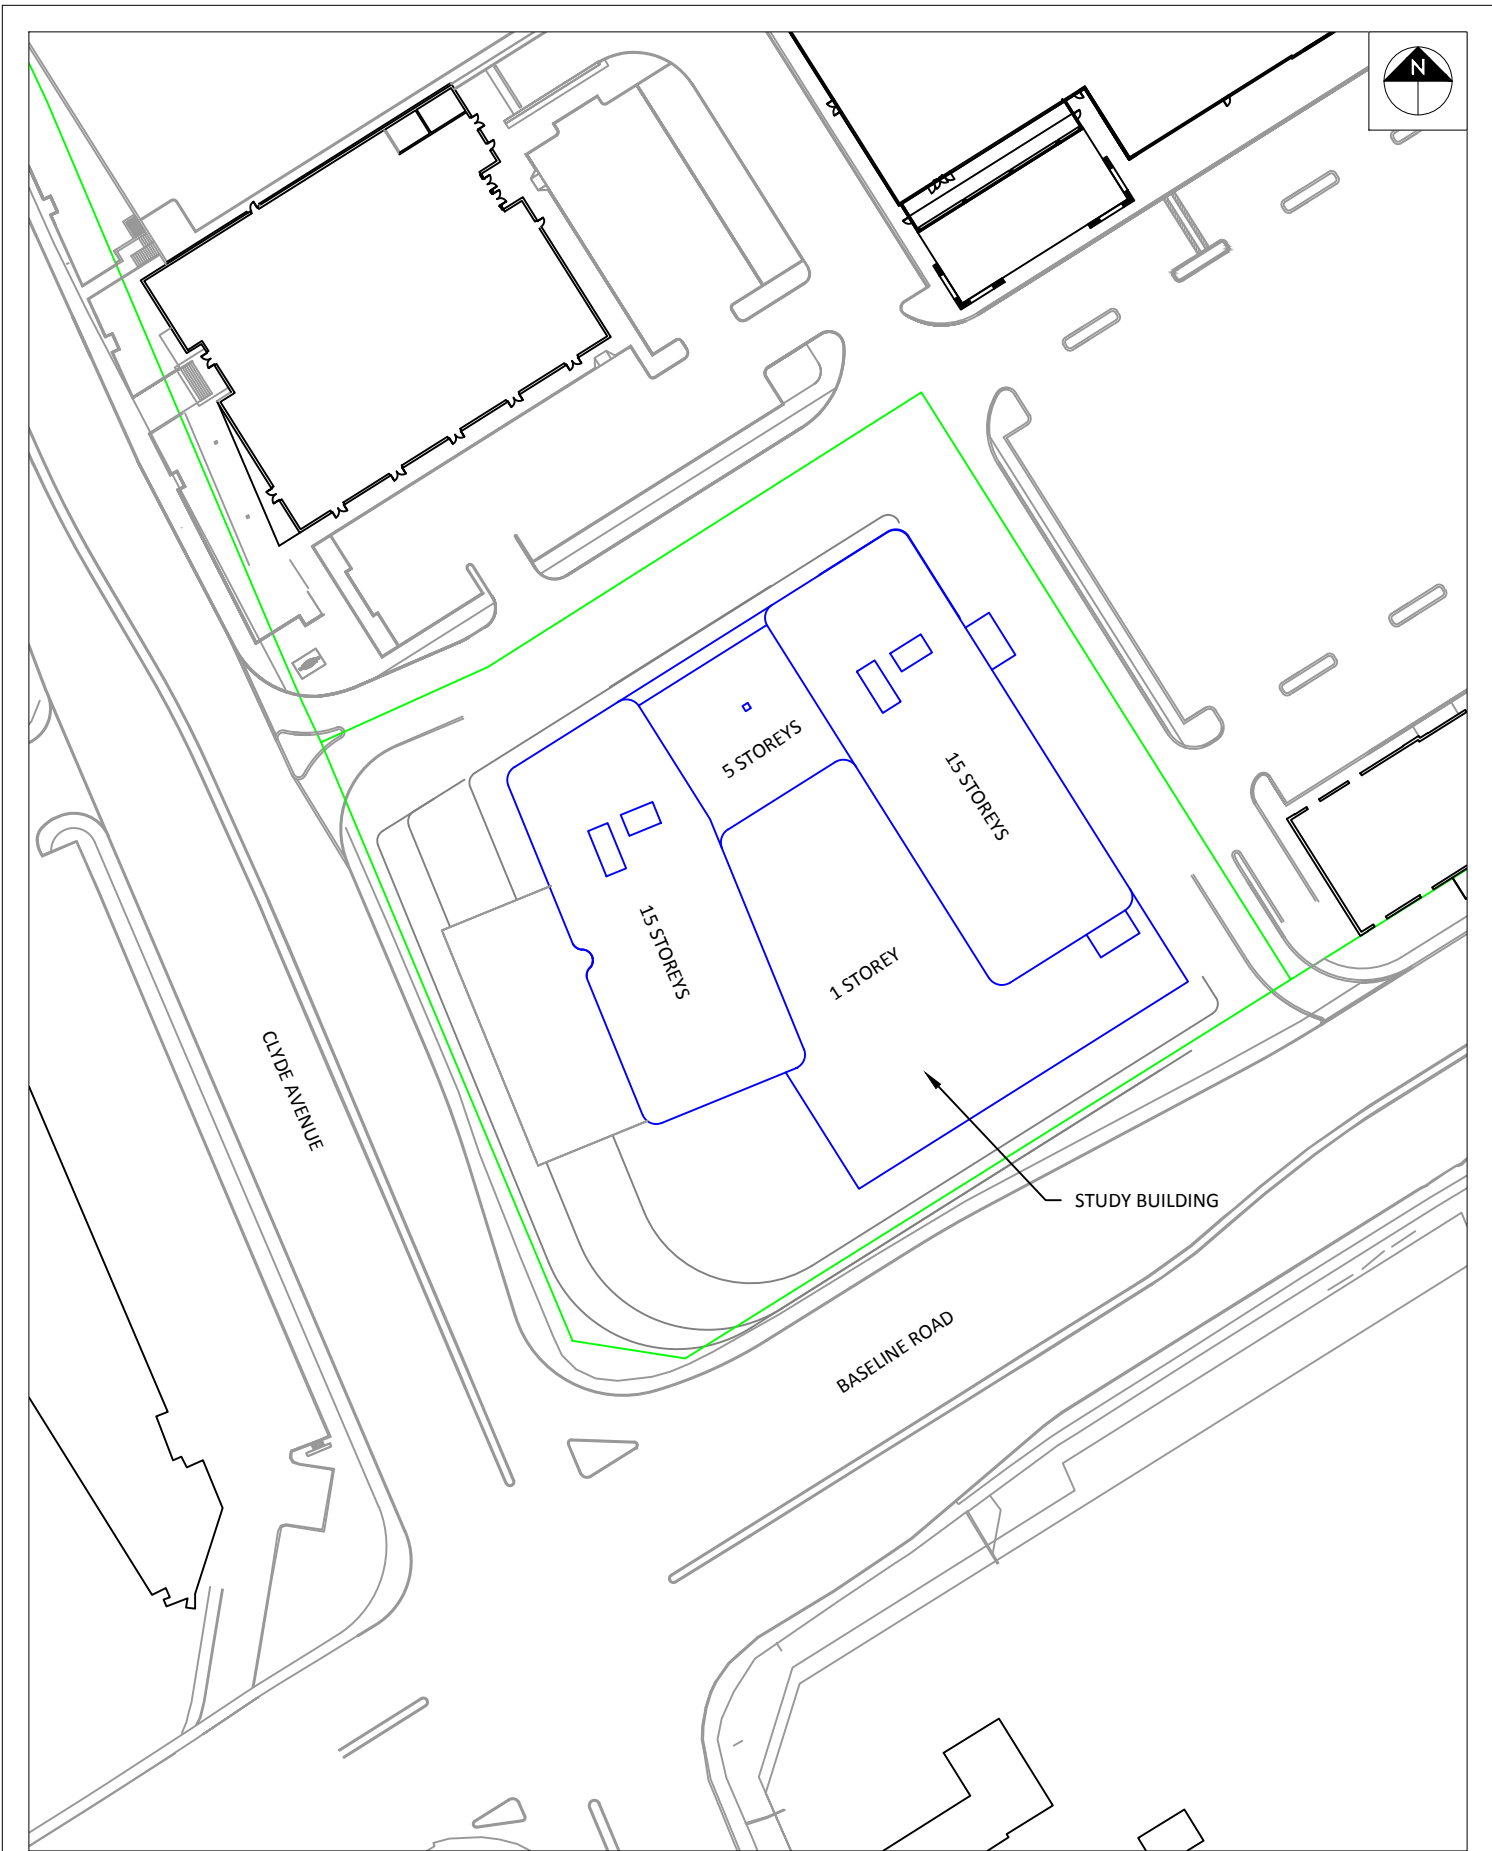 N
5 STOREYS
15 STOREYS
15 STOREYS
1 STOREY
CLYDE AVENUE
STUDY BUILDING
BASELINE ROAD